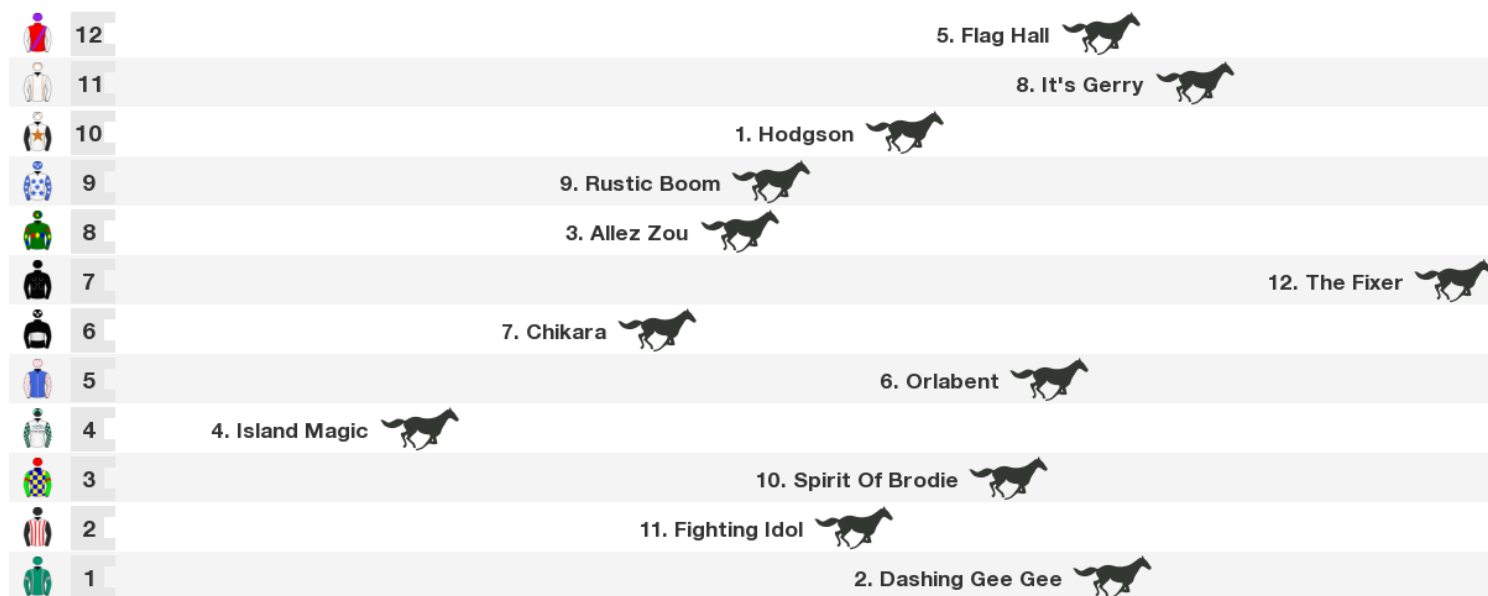 12 5. Flag Hall
11 8. It's Gerry
10 1. Hodgson
9 9. Rustic Boom
8 3. Allez Zou
7 12. The Fixer
6 7. Chikara
5 6. Orlabent
4 4. Island Magic
3 10. Spirit Of Brodie
2 11. Fighting Idol
1 2. Dashing Gee Gee